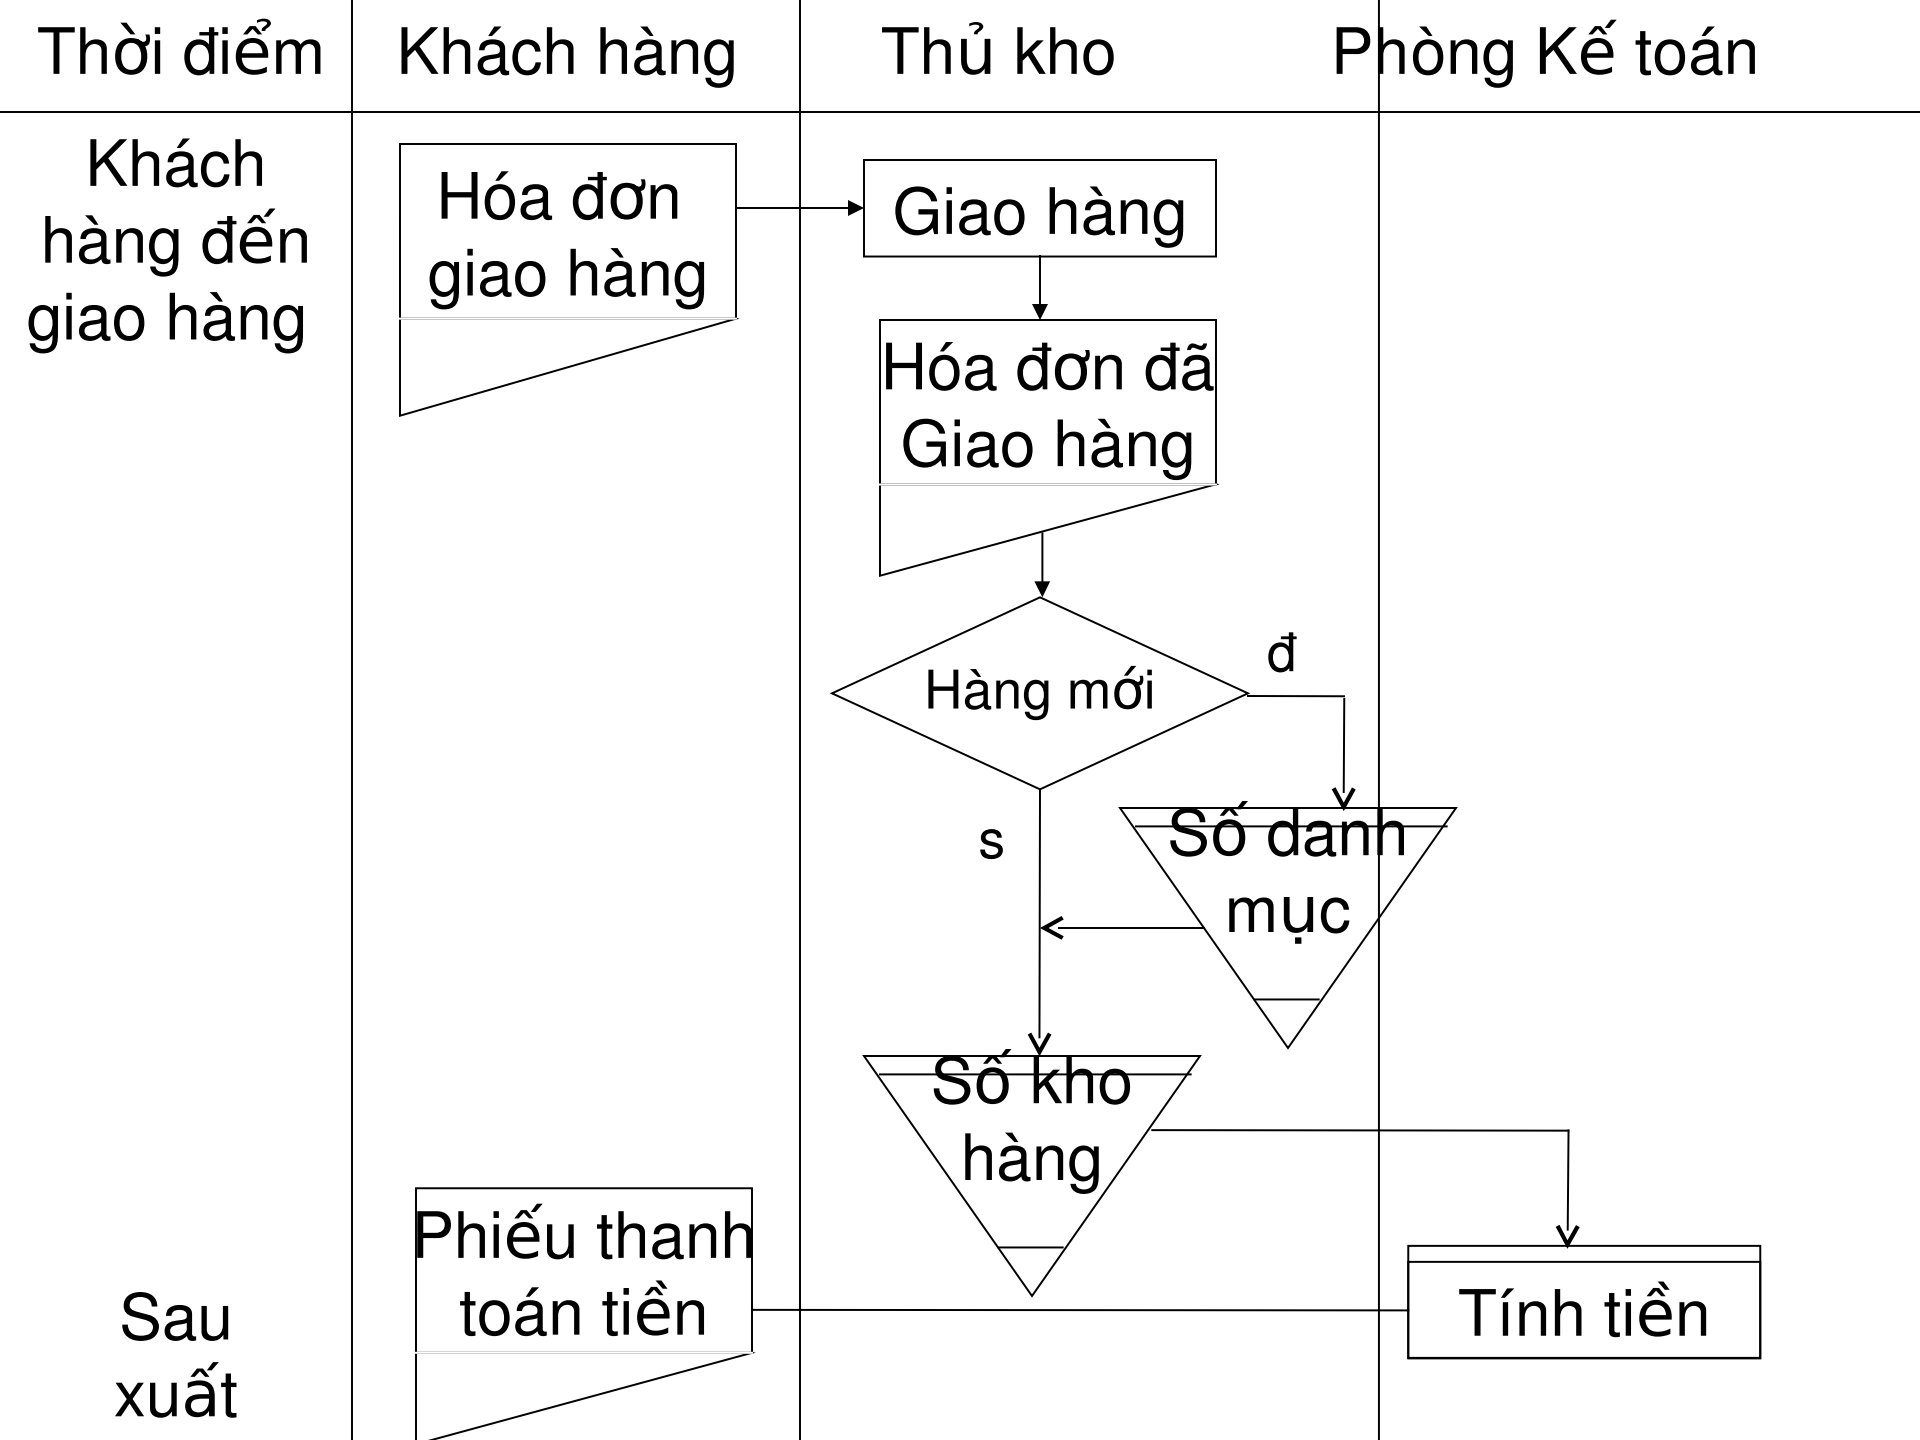 Thời điểm
Khách hàng
Thủ kho
Phòng Kế toán
Khách
hàng đến
giao hàng
Hóa đơn
giao hàng
Giao hàng
Hóa đơn đã
Giao hàng
Hàng mới
đ
s
Số danh
mục
Số kho
hàng
Phiếu thanh
toán tiền
Tính tiền
Sau
xuất